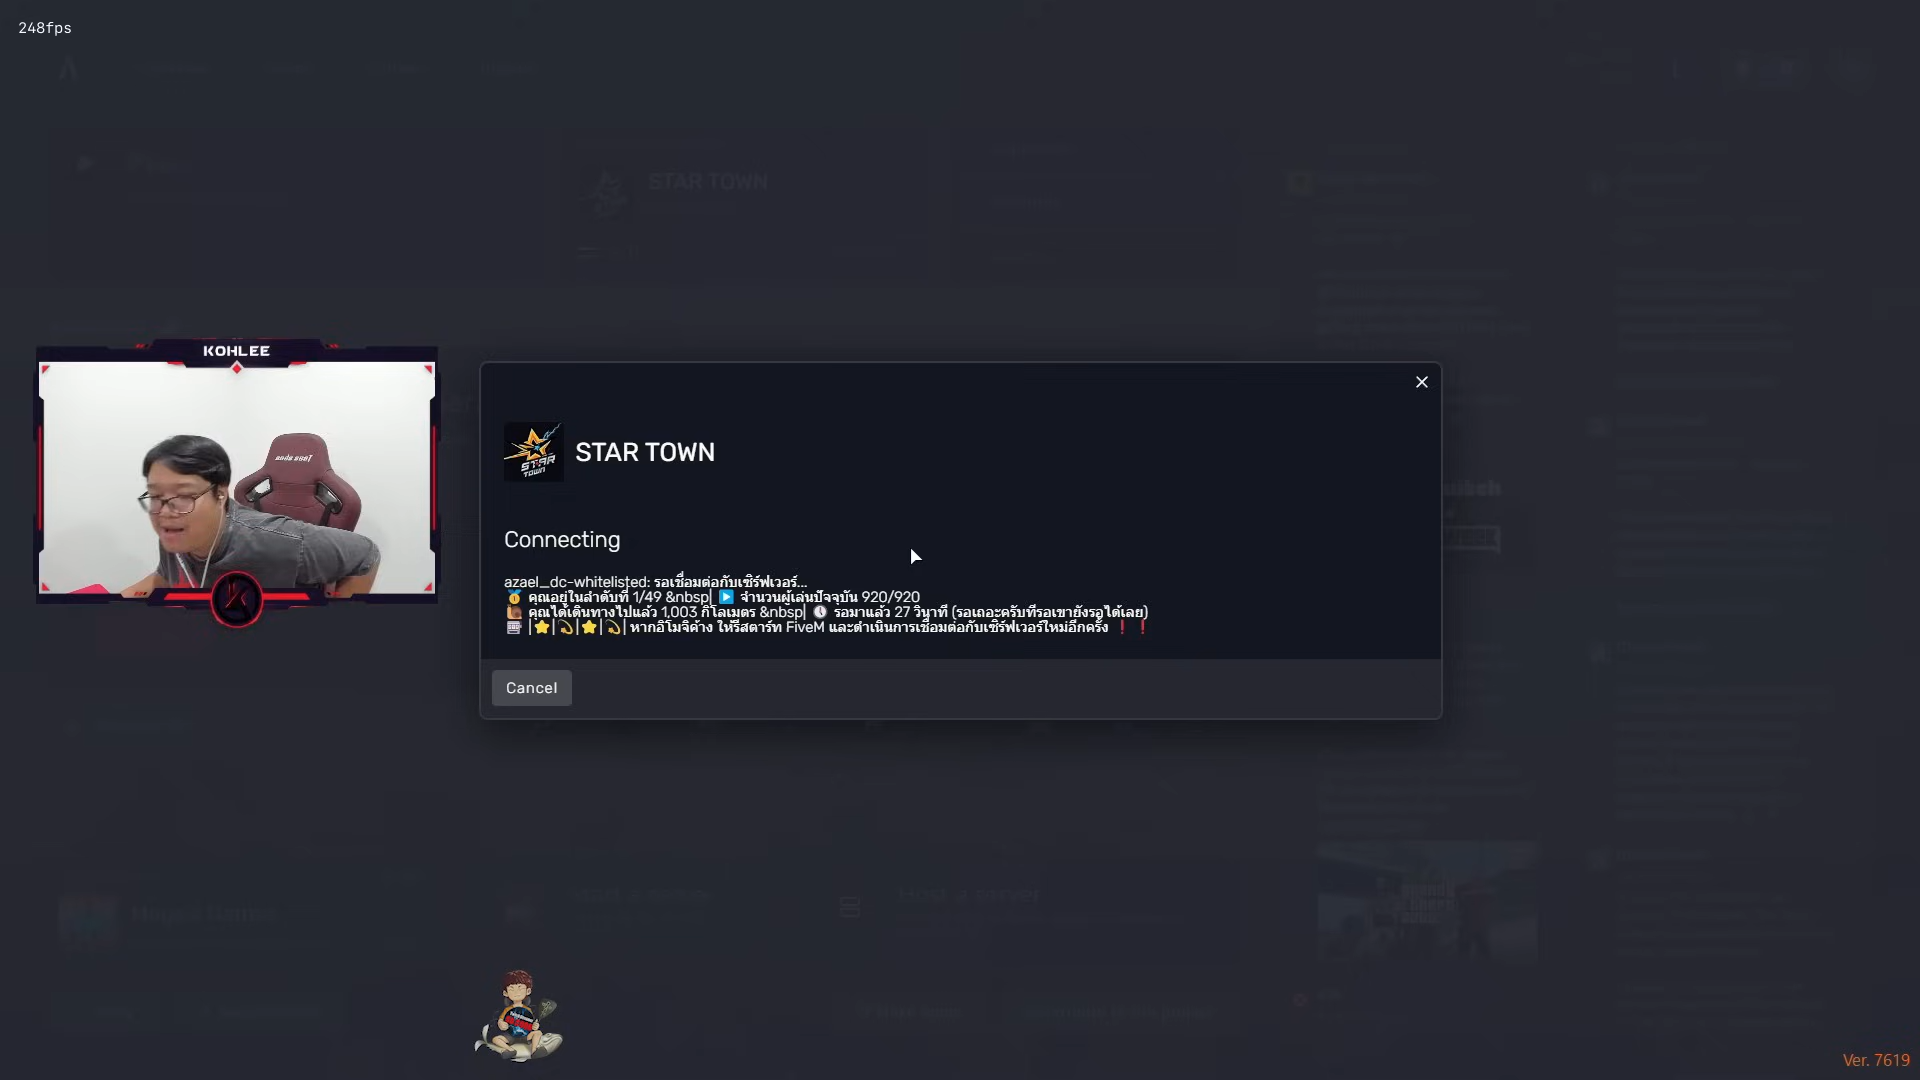 248fps
STAR TOWN
KOHLEE
STAR TOWN
STAR TOWN
Connecting
azael_dc-whitelisted: รอเชื่อมต่อกับเซิร์ฟเวอร์...
🥇 คุณอยู่ในลำดับที่ 1/49 &nbsp| ▶️ จำนวนผู้เล่นปัจจุบัน 920/920
🐌 คุณได้เดินทางไปแล้ว 1,003 กิโลเมตร &nbsp| 🕓 รอมาแล้ว 27 วินาที (รอเถอะครับทีรอเขายังรอได้เลย)
🎰 |⭐|💫|⭐|💫| หากอิโมจิค้าง ให้รีสตาร์ท FiveM และดำเนินการเชื่อมต่อกับเซิร์ฟเวอร์ใหม่อีกครั้ง ❗ ❗
Cancel
Host a server
Ver. 7619